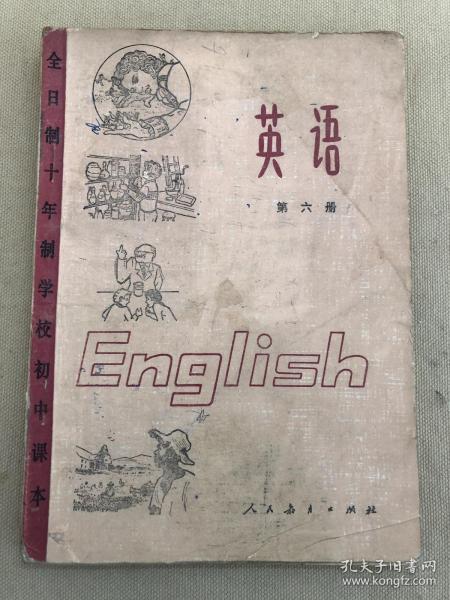 全日制十年制学校初中课本
英语
第六册
English
人民教育出版社
孔夫子旧书网
www.kongfz.com